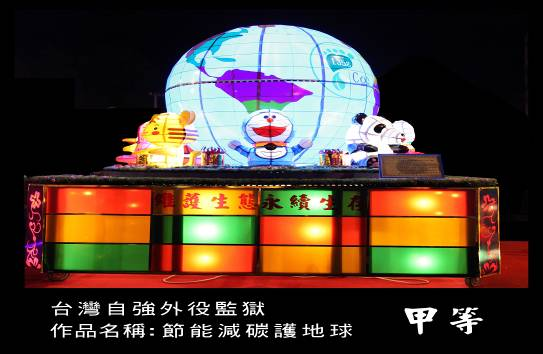 維護生態永續生存
台灣自強外役監獄
作品名稱：節能減碳護地球
甲等